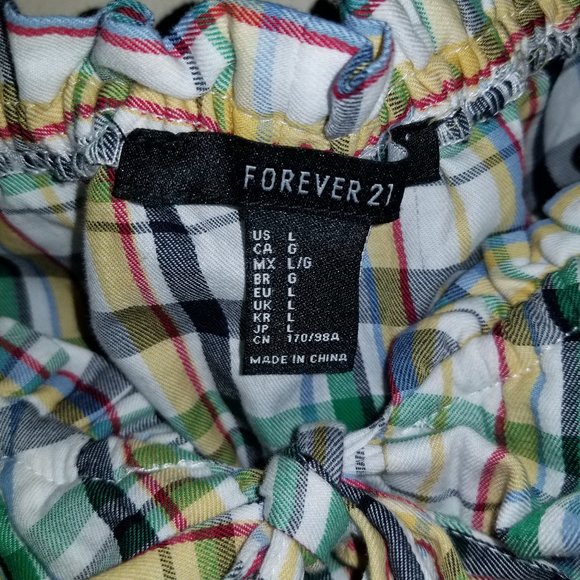 FOREVER 21
US L
CA G
MX L/G
BR G
EU L
UK L
KR L
JP L
CN 170/98A
MADE IN CHINA